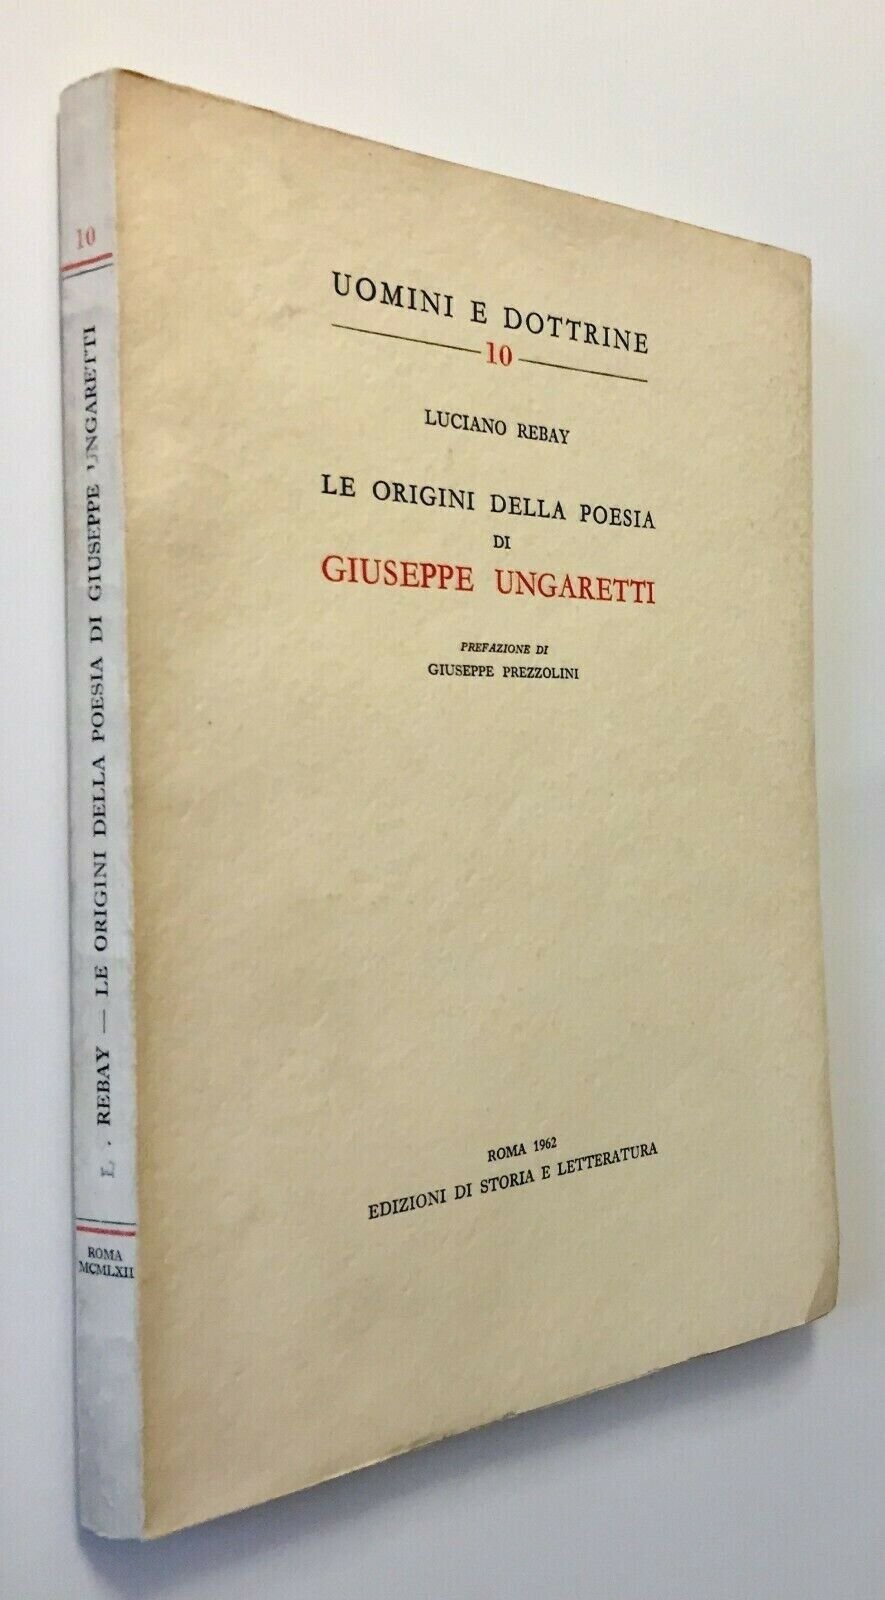 10
L. REBAY — LE ORIGINI DELLA POESIA DI GIUSEPPE UNGARETTI
ROMA
MCMLXII
UOMINI E DOTTRINE
10
LUCIANO REBAY
LE ORIGINI DELLA POESIA
DI
GIUSEPPE UNGARETTI
PREFAZIONE DI
GIUSEPPE PREZZOLINI
ROMA 1962
EDIZIONI DI STORIA E LETTERATURA